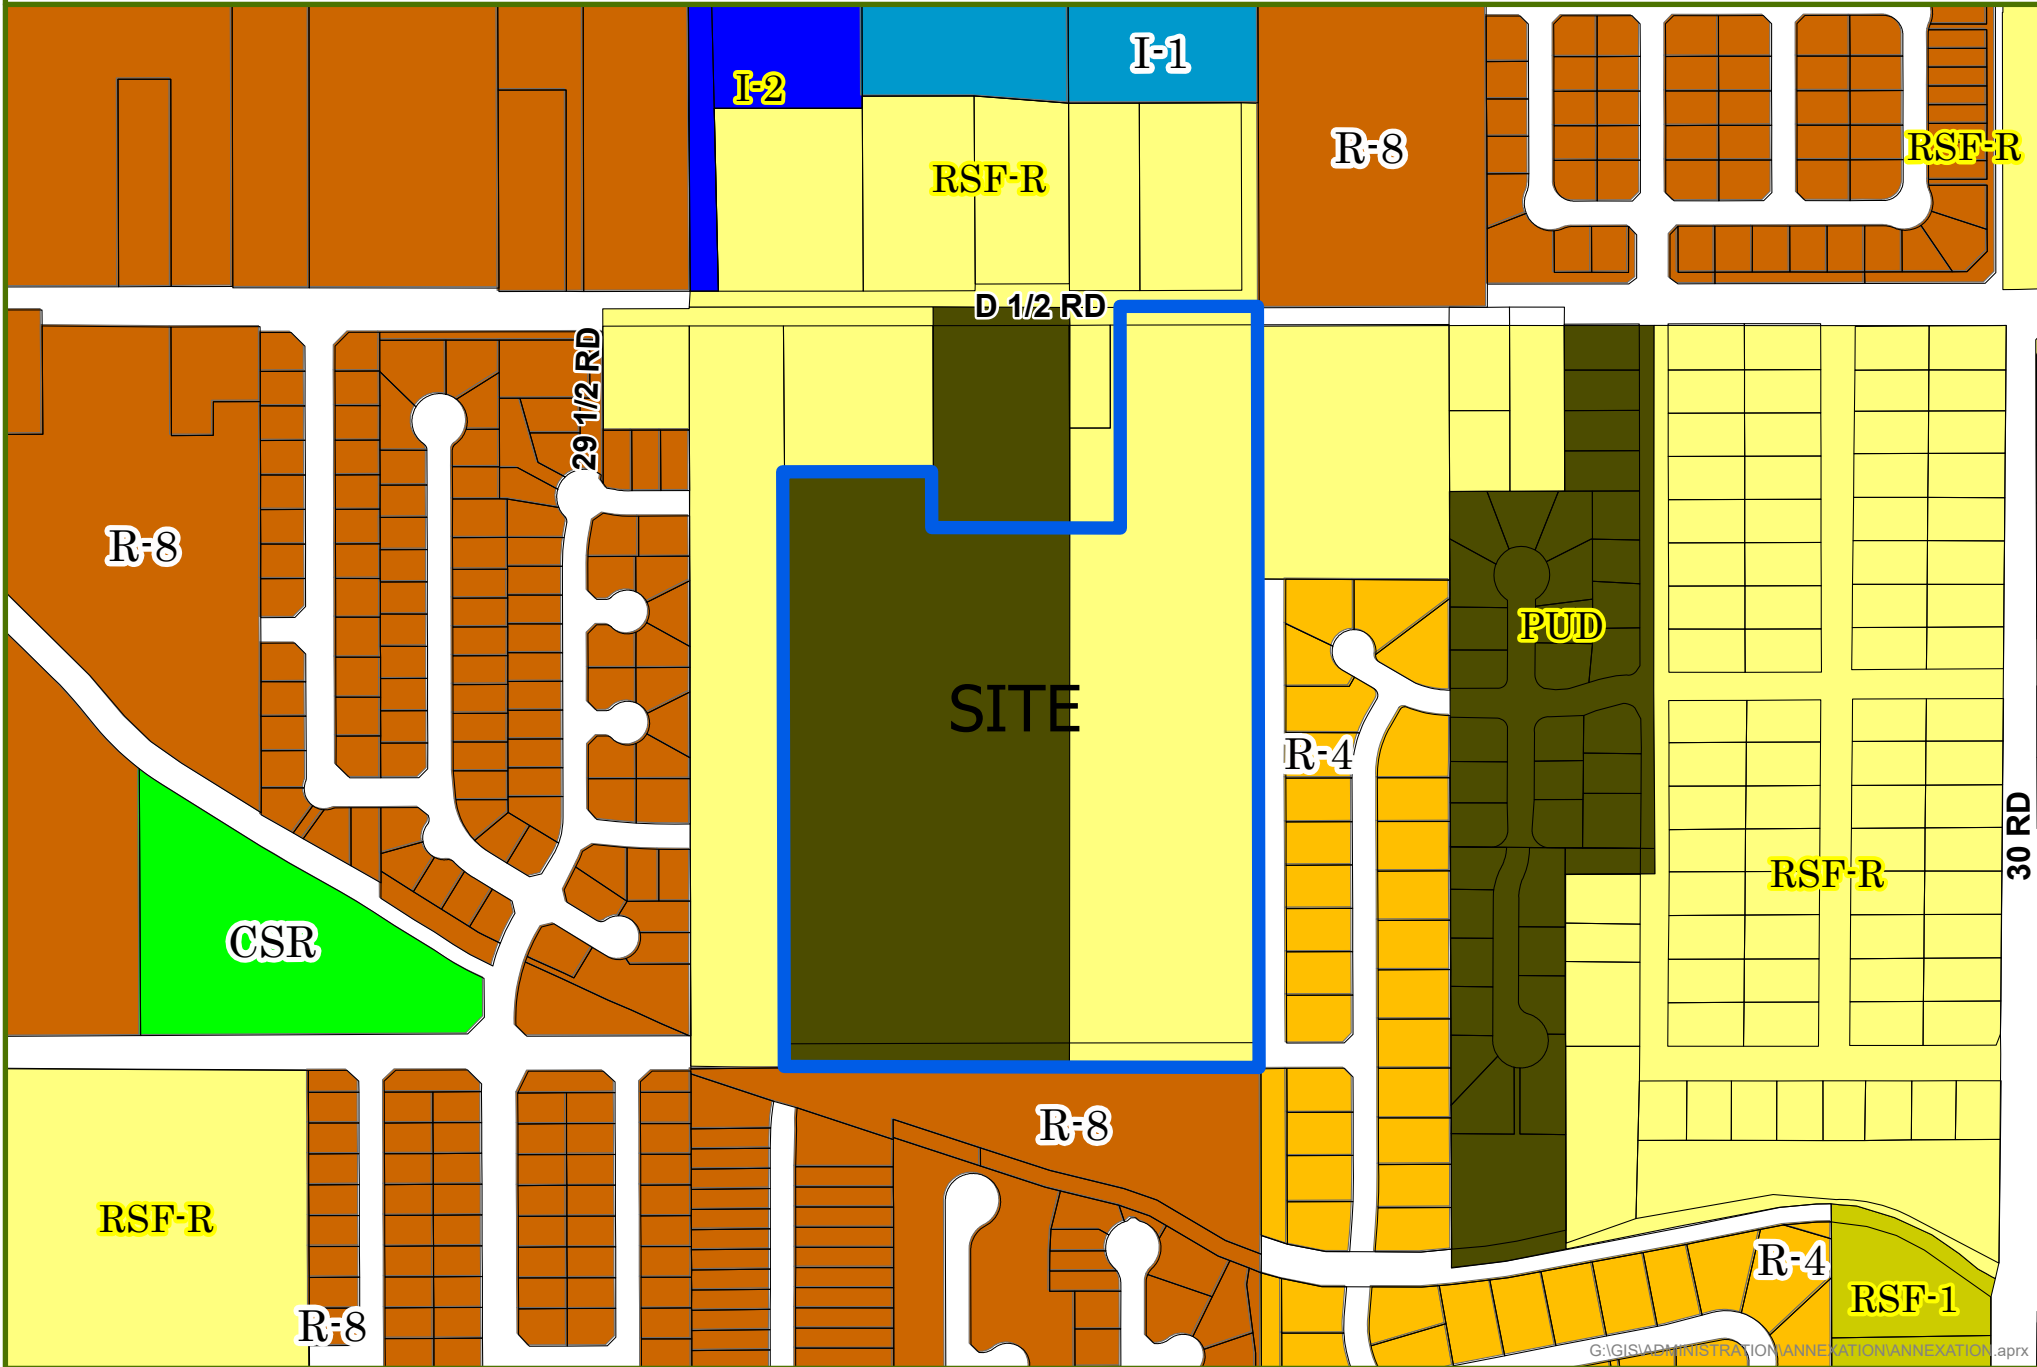 I-1
I-2
R-8
RSF-R
RSF-R
D 1/2 RD
29 1/2 RD
R-8
PUD
SITE
R-4
30 RD
RSF-R
CSR
R-8
RSF-R
R-4
RSF-1
R-8
G:\GIS\ADMINISTRATION\ANNEXATION\ANNEXATION.aprx